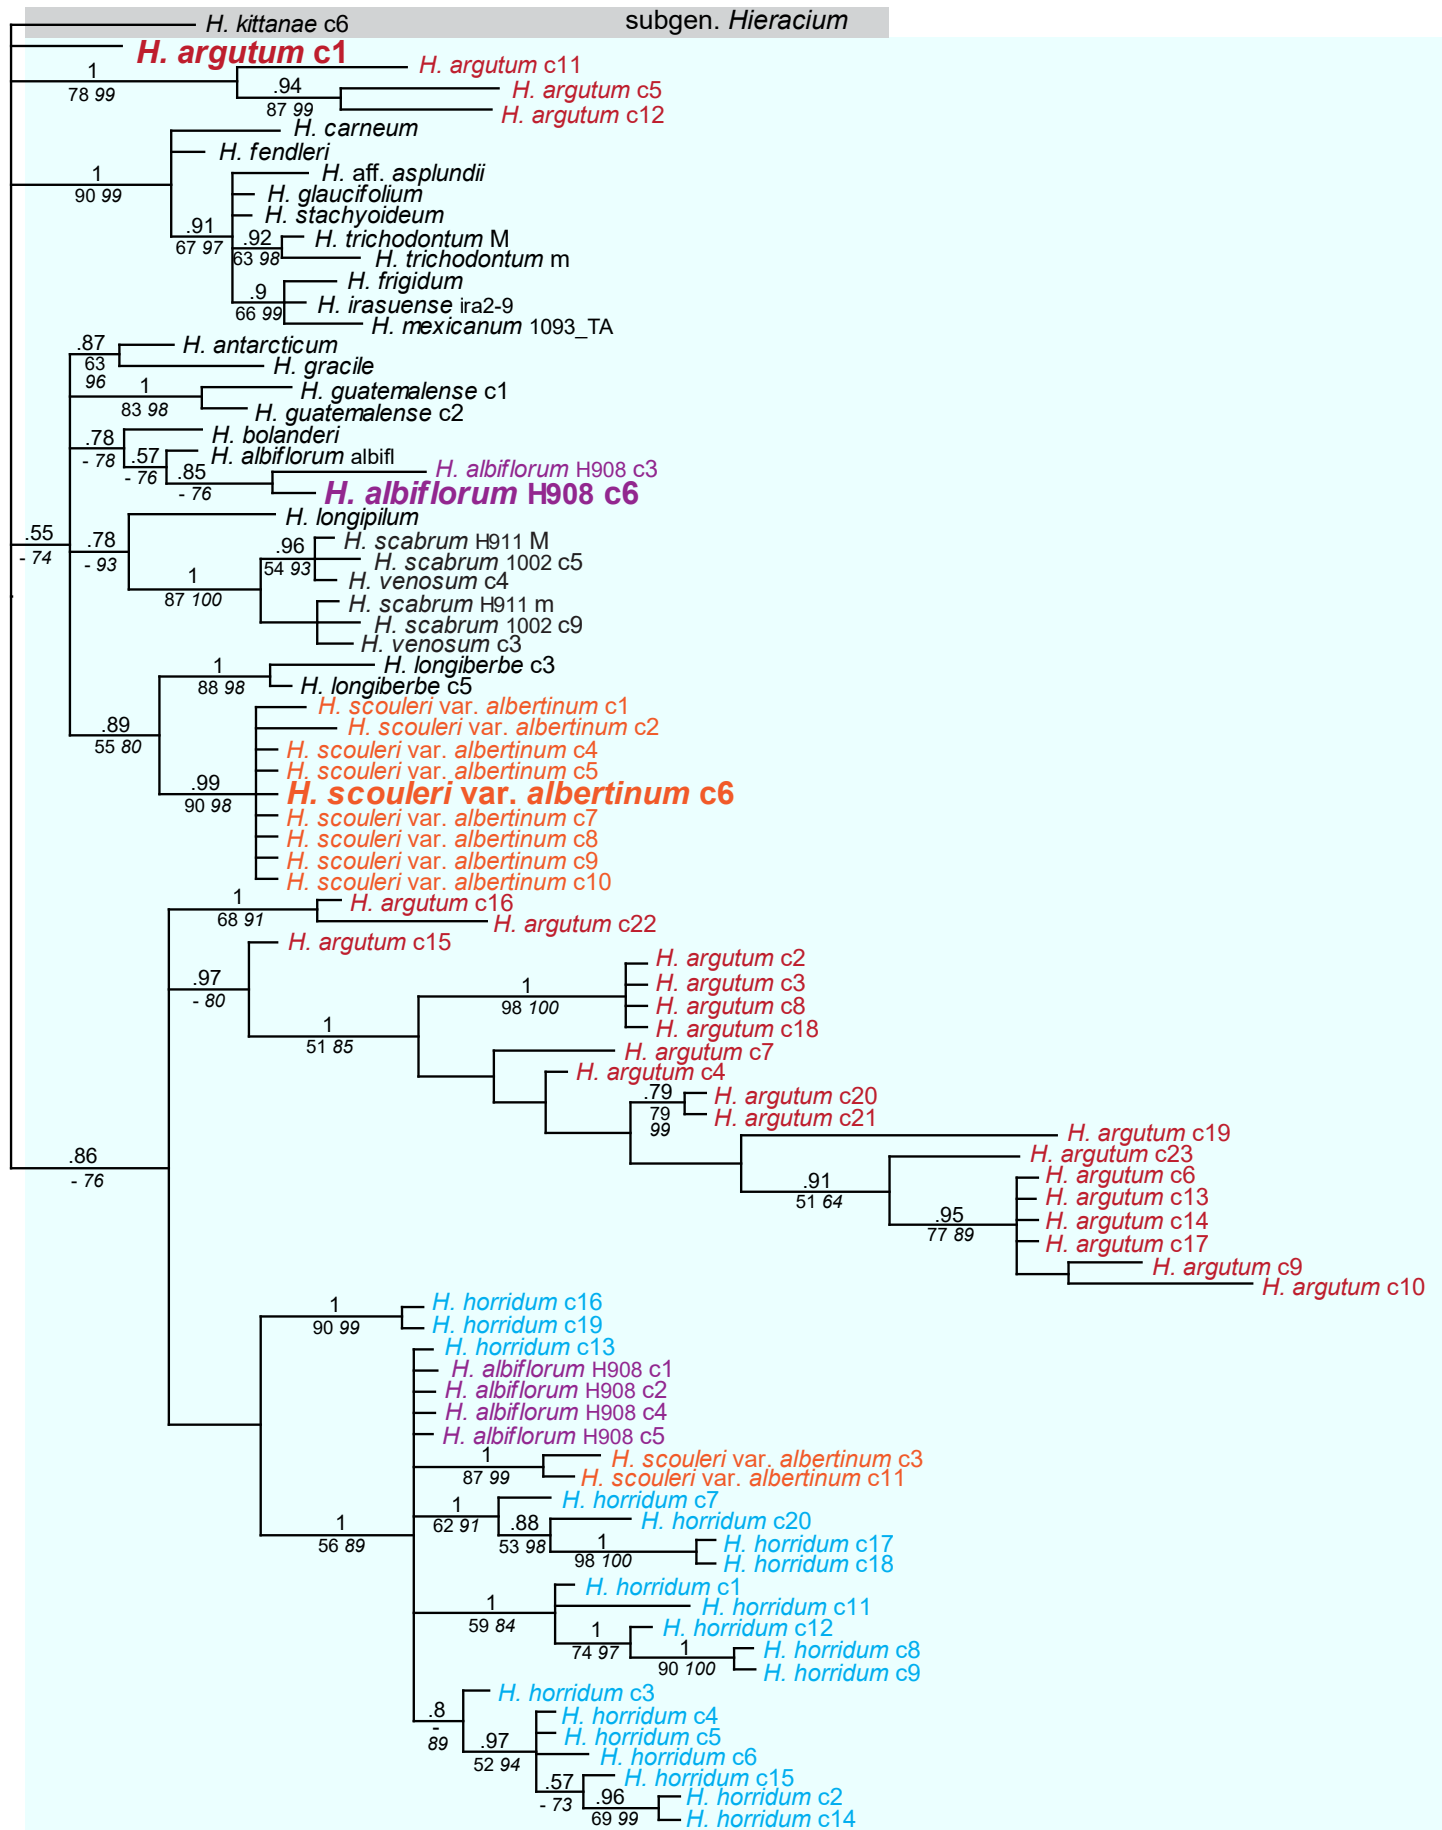 H. kittanae c6 subgen. Hieracium
H. argutum c1
1
H. argutum c11
78 99
.94
H. argutum c5
87 99
H. argutum c12
H. carneum
H. fendleri
1
90 99
H. aff. asplundii
H. glaucifolium
H. stachyoideum
.91
67 97
.92
H. trichodontum M
63 98
H. trichodontum m
H. frigidum
.9
H. irasuense ira2-9
66 99
H. mexicanum 1093_TA
.87
H. antarcticum
63
96
H. gracile
1
H. guatemalense c1
83 98
H. guatemalense c2
.78
H. bolanderi
- 78
.57
H. albiflorum albifl
- 76
.85
H. albiflorum H908 c3
- 76
H. albiflorum H908 c6
H. longipilum
.55
- 74
.78
- 93
.96
H. scabrum H911 M
54 93
H. scabrum 1002 c5
1
H. venosum c4
87 100
H. scabrum H911 m
H. scabrum 1002 c9
H. venosum c3
1
H. longiberbe c3
88 98
H. longiberbe c5
.89
55 80
H. scouleri var. albertinum c1
H. scouleri var. albertinum c2
H. scouleri var. albertinum c4
H. scouleri var. albertinum c5
.99
H. scouleri var. albertinum c6
90 98
H. scouleri var. albertinum c7
H. scouleri var. albertinum c8
H. scouleri var. albertinum c9
H. scouleri var. albertinum c10
1
H. argutum c16
68 91
H. argutum c22
H. argutum c15
.97
- 80
H. argutum c2
H. argutum c3
1
98 100
H. argutum c8
H. argutum c18
1
51 85
H. argutum c7
H. argutum c4
.79
H. argutum c20
79
99
H. argutum c21
H. argutum c19
.86
- 76
H. argutum c23
.91
51 64
H. argutum c6
H. argutum c13
.95
H. argutum c14
77 89
H. argutum c17
H. argutum c9
H. argutum c10
1
H. horridum c16
90 99
H. horridum c19
H. horridum c13
H. albiflorum H908 c1
H. albiflorum H908 c2
H. albiflorum H908 c4
H. albiflorum H908 c5
1
H. scouleri var. albertinum c3
87 99
H. scouleri var. albertinum c11
1
56 89
1
H. horridum c7
62 91
.88
H. horridum c20
53 98
1
H. horridum c17
98 100
H. horridum c18
1
H. horridum c1
59 84
H. horridum c11
1
H. horridum c12
74 97
1
H. horridum c8
90 100
H. horridum c9
.8
H. horridum c3
-
89
.97
H. horridum c4
52 94
H. horridum c5
H. horridum c6
.57
H. horridum c15
- 73
.96
H. horridum c2
69 99
H. horridum c14